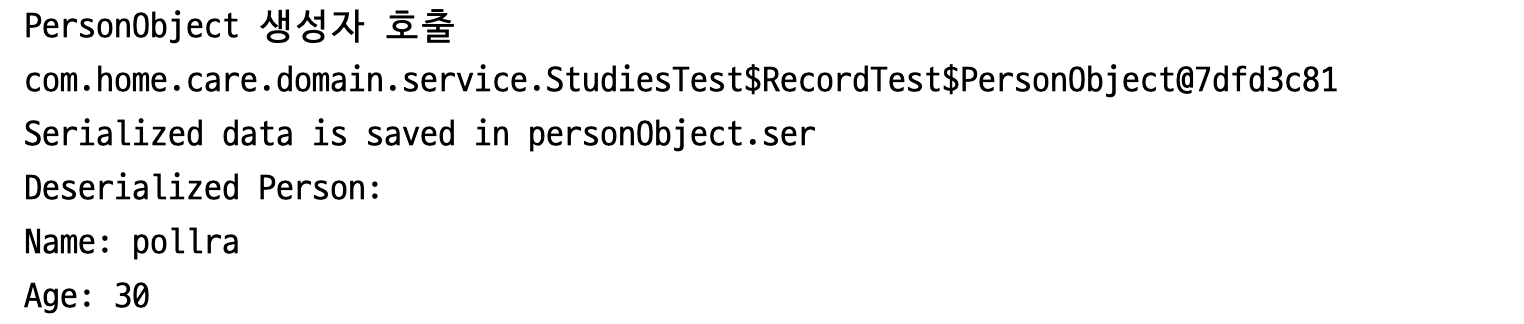 PersonObject 생성자 호출
com.home.care.domain.service.StudiesTest$RecordTest$PersonObject@7dfd3c81
Serialized data is saved in personObject.ser
Deserialized Person:
Name: pollra
Age: 30